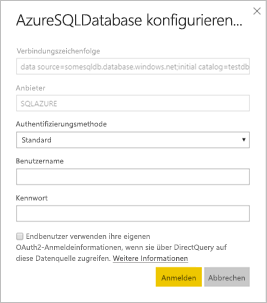 AzureSQLDatabase konfigurieren...
Verbindungszeichenfolge
data source=somesqldb.database.windows.net;initial catalog=testdb
Anbieter
SQLAZURE
Authentifizierungsmethode
Standard
Benutzername
Kennwort
Endbenutzer verwenden ihre eigenen
OAuth2-Anmeldeinformationen, wenn sie über DirectQuery auf
diese Datenquelle zugreifen. Weitere Informationen
Anmelden Abbrechen